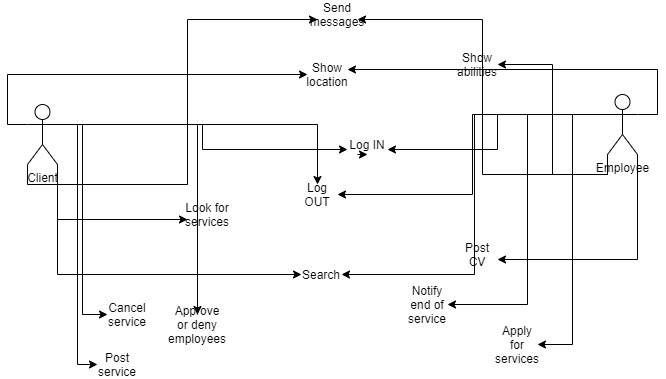 Send
messages
Show
location
Show
abilities
Log IN
Client
Employee
Log
OUT
Look for
services
Post
CV
Search
Notify
end of
service
Cancel
service
Approve
or deny
employees
Apply
for
services
Post
service